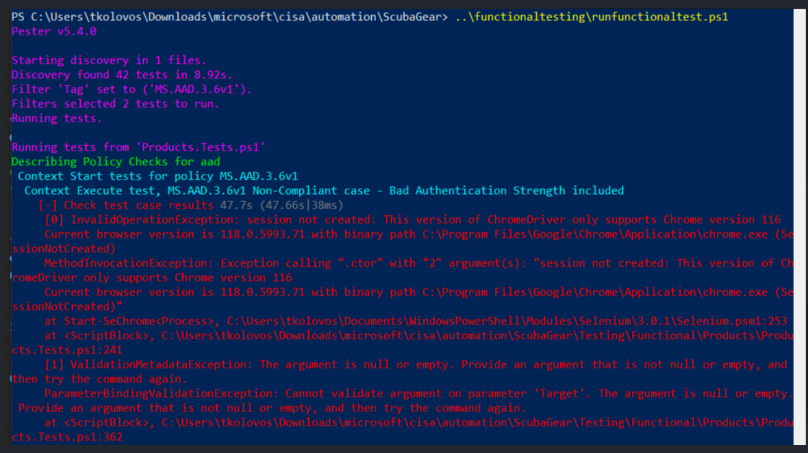 PS C:\Users\tkolovos\Downloads\microsoft\cisa\automation\ScubaGear> ..\functionaltesting\runfunctionaltest.ps1
Pester v5.4.0
Starting discovery in 1 files.
Discovery found 42 tests in 8.92s.
Filter 'Tag' set to ('MS.AAD.3.6v1').
Filters selected 2 tests to run.
Running tests.
Running tests from 'Products.Tests.ps1'
Describing Policy Checks for aad
Context Start tests for policy MS.AAD.3.6v1
Context Execute test, MS.AAD.3.6v1 Non-Compliant case - Bad Authentication Strength included
[-] Check test case results 47.7s (47.66s|38ms)
[0] InvalidOperationException: session not created: This version of ChromeDriver only supports Chrome version 116
Current browser version is 118.0.5993.71 with binary path C:\Program Files\Google\Chrome\Application\chrome.exe (Se
ssionNotCreated)
MethodInvocationException: Exception calling ".ctor" with "2" argument(s): "session not created: This version of Ch
romeDriver only supports Chrome version 116
Current browser version is 118.0.5993.71 with binary path C:\Program Files\Google\Chrome\Application\chrome.exe (Se
ssionNotCreated)"
at Start-SeChrome<Process>, C:\Users\tkolovos\Documents\WindowsPowerShell\Modules\Selenium\3.0.1\Selenium.psm1:253
at <ScriptBlock>, C:\Users\tkolovos\Downloads\microsoft\cisa\automation\ScubaGear\Testing\Functional\Products\Produ
cts.Tests.ps1:241
[1] ValidationMetadataException: The argument is null or empty. Provide an argument that is not null or empty, and
then try the command again.
ParameterBindingValidationException: Cannot validate argument on parameter 'Target'. The argument is null or empty.
Provide an argument that is not null or empty, and then try the command again.
at <ScriptBlock>, C:\Users\tkolovos\Downloads\microsoft\cisa\automation\ScubaGear\Testing\Functional\Products\Produ
cts.Tests.ps1:362